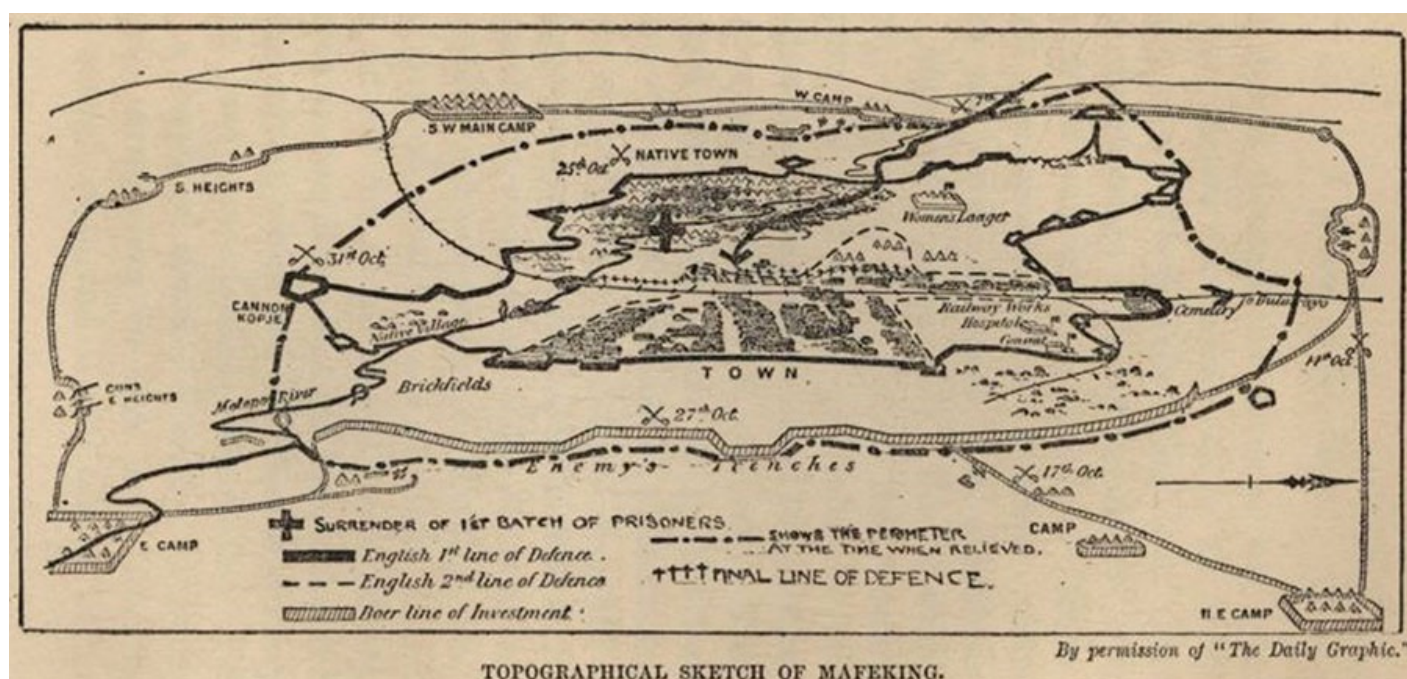 S W MAIN CAMP
W CAMP
7th
25th Oct.
NATIVE TOWN
S. HEIGHTS
Women's Laager
31st Oct.
CANNON
KOPJE
Native Village
Railway Works
Hospital
Cemetery
To Buluwayo
14th Oct.
TOWN
GUNS
E HEIGHTS
Brickfields
River
27th Oct.
Enemy's Trenches
17th Oct.
E CAMP
CAMP
N E CAMP
SURRENDER OF 1ST BATCH OF PRISONERS.
English 1st line of Defence.
English 2nd line of Defence
Boer line of Investment
SHOWS THE PERIMETER
AT THE TIME WHEN RELIEVED.
FINAL LINE OF DEFENCE.
By permission of "The Daily Graphic."
TOPOGRAPHICAL SKETCH OF MAFEKING.